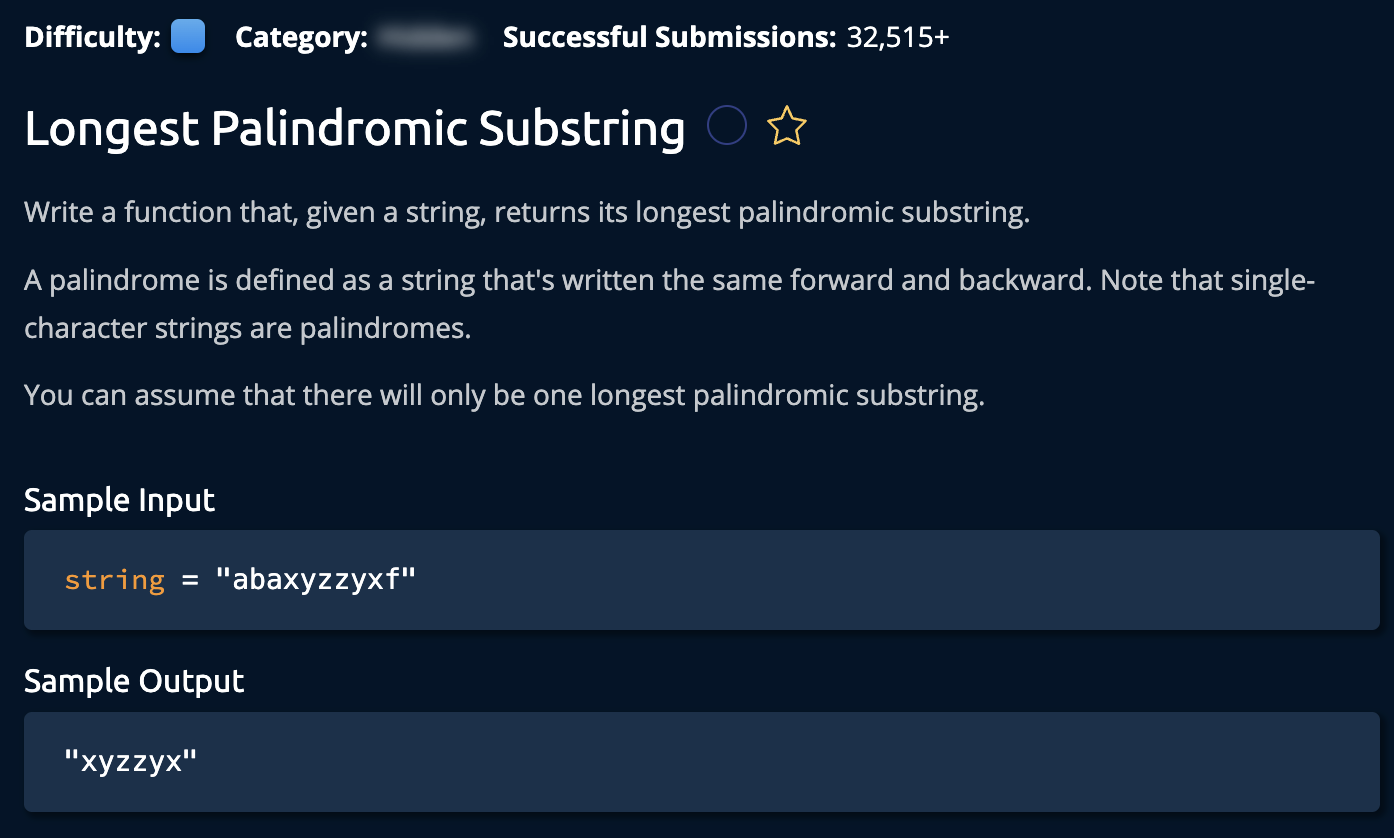 Difficulty: Category: Successful Submissions: 32,515+
Longest Palindromic Substring
Write a function that, given a string, returns its longest palindromic substring.
A palindrome is defined as a string that's written the same forward and backward. Note that single-
character strings are palindromes.
You can assume that there will only be one longest palindromic substring.
Sample Input
string = "abaxyzzyxf"
Sample Output
"xyzzyx"